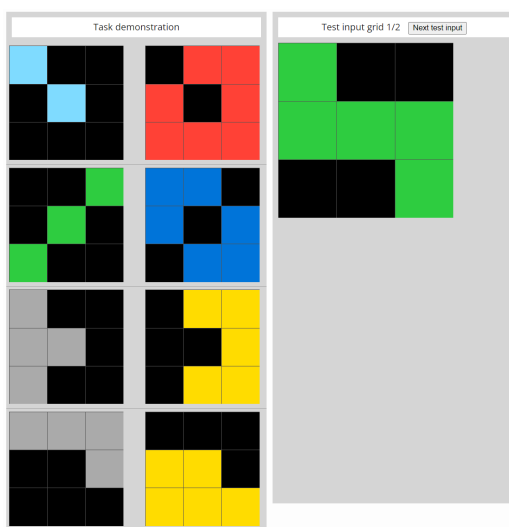 Task demonstration
Test input grid 1/2
Next test input